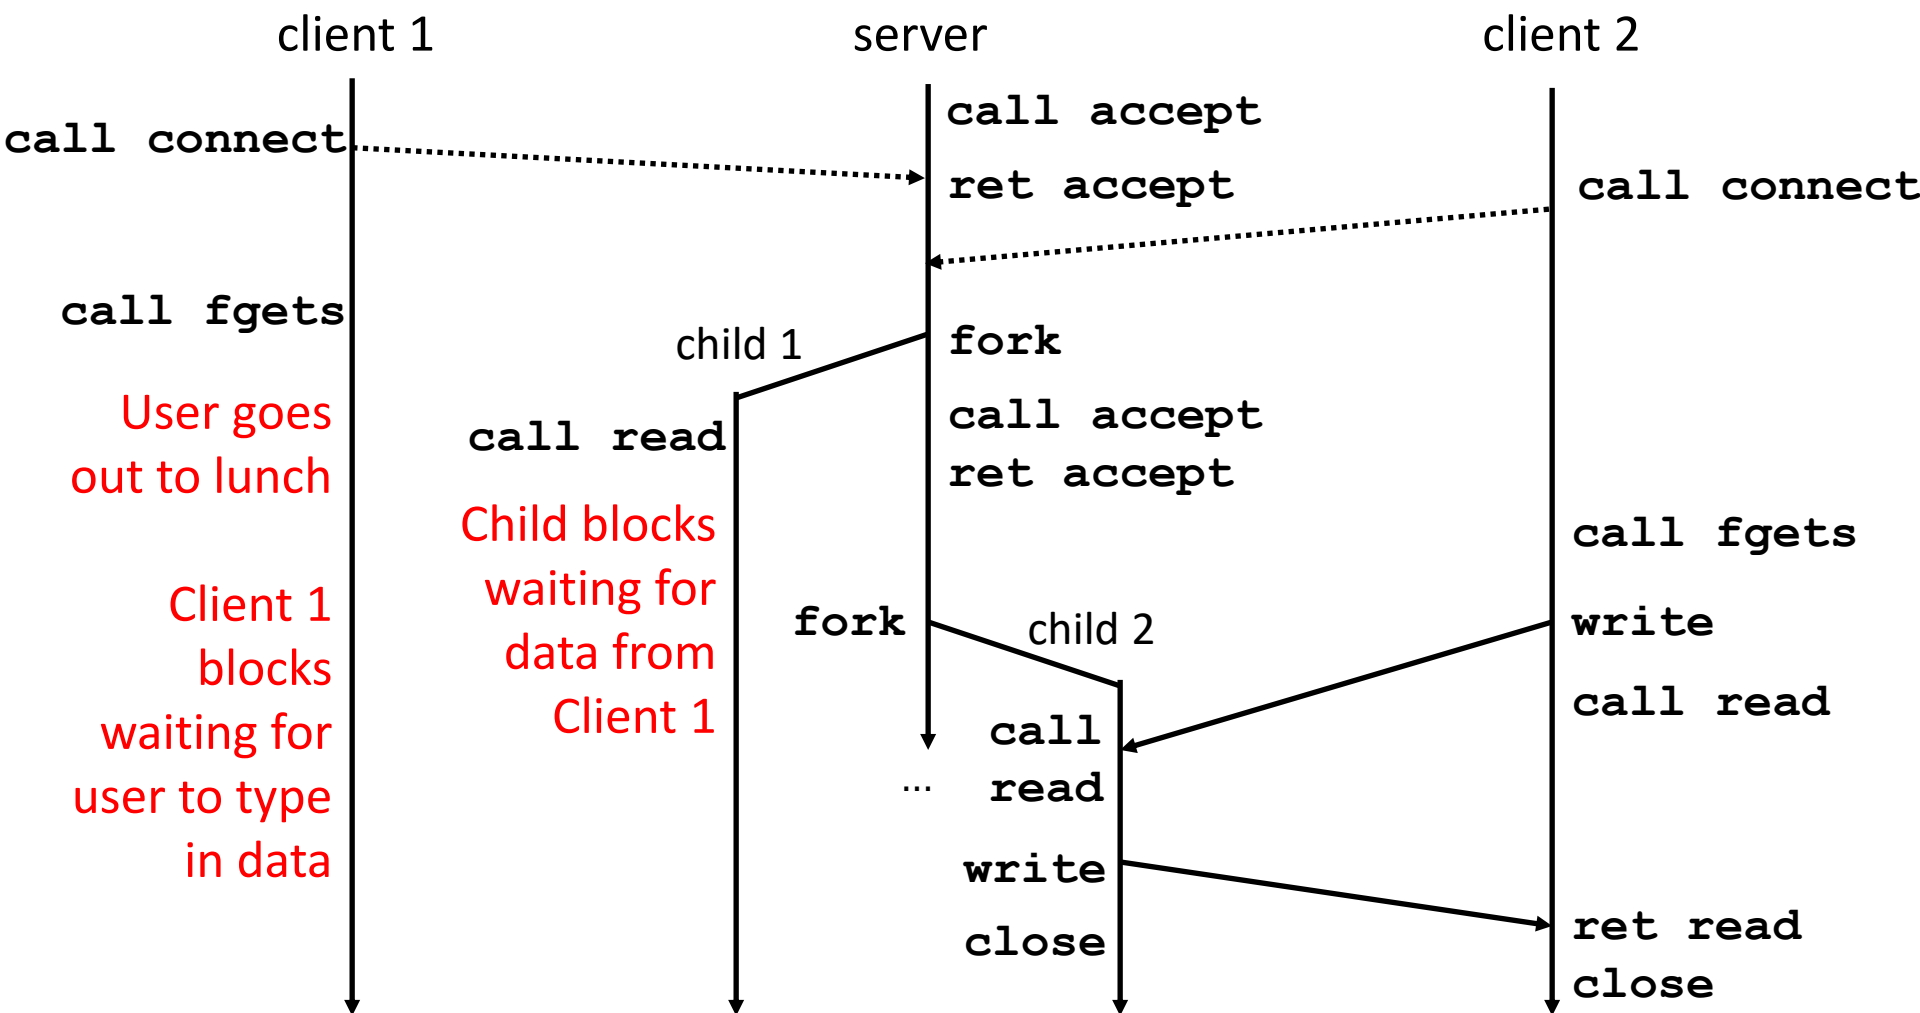 client 1
server
client 2
call connect
call accept
ret accept
call connect
call fgets
child 1
fork
User goes
out to lunch
call read
call accept
ret accept
Child blocks
waiting for
data from
Client 1
call fgets
Client 1
blocks
waiting for
user to type
in data
fork
child 2
write
call read
call
read
...
write
close
ret read
close